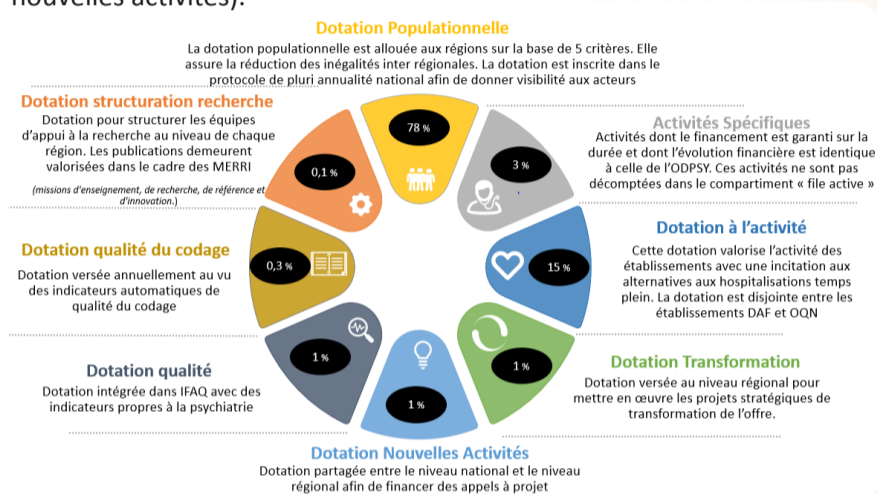 nouvelles activités).
Dotation Populationnelle
La dotation populationnelle est allouée aux régions sur la base de 5 critères. Elle
assure la réduction des inégalités inter régionales. La dotation est inscrite dans le
protocole de pluri annualité national afin de donner visibilité aux acteurs
Dotation structuration recherche
Dotation pour structurer les équipes
d'appui à la recherche au niveau de chaque
région. Les publications demeurent
valorisées dans le cadre des MERRI
(missions d'enseignement, de recherche, de référence et
d'innovation.)
78 %
0,1 %
3 %
Activités Spécifiques
Activités dont le financement est garanti sur la
durée et dont l'évolution financière est identique
à celle de l'ODPSY. Ces activités ne sont pas
décomptées dans le compartiment « file active »
Dotation qualité du codage
Dotation versée annuellement au vu
des indicateurs automatiques de
qualité du codage
0,3 %
15 %
Dotation à l'activité
Cette dotation valorise l'activité des
établissements avec une incitation aux
alternatives aux hospitalisations temps
plein. La dotation est disjointe entre les
établissements DAF et OQN
Dotation qualité
Dotation intégrée dans IFAQ avec des
indicateurs propres à la psychiatrie
1 %
1 %
1 %
Dotation Transformation
Dotation versée au niveau régional pour
mettre en œuvre les projets stratégiques de
transformation de l'offre.
Dotation Nouvelles Activités
Dotation partagée entre le niveau national et le niveau
régional afin de financer des appels à projet